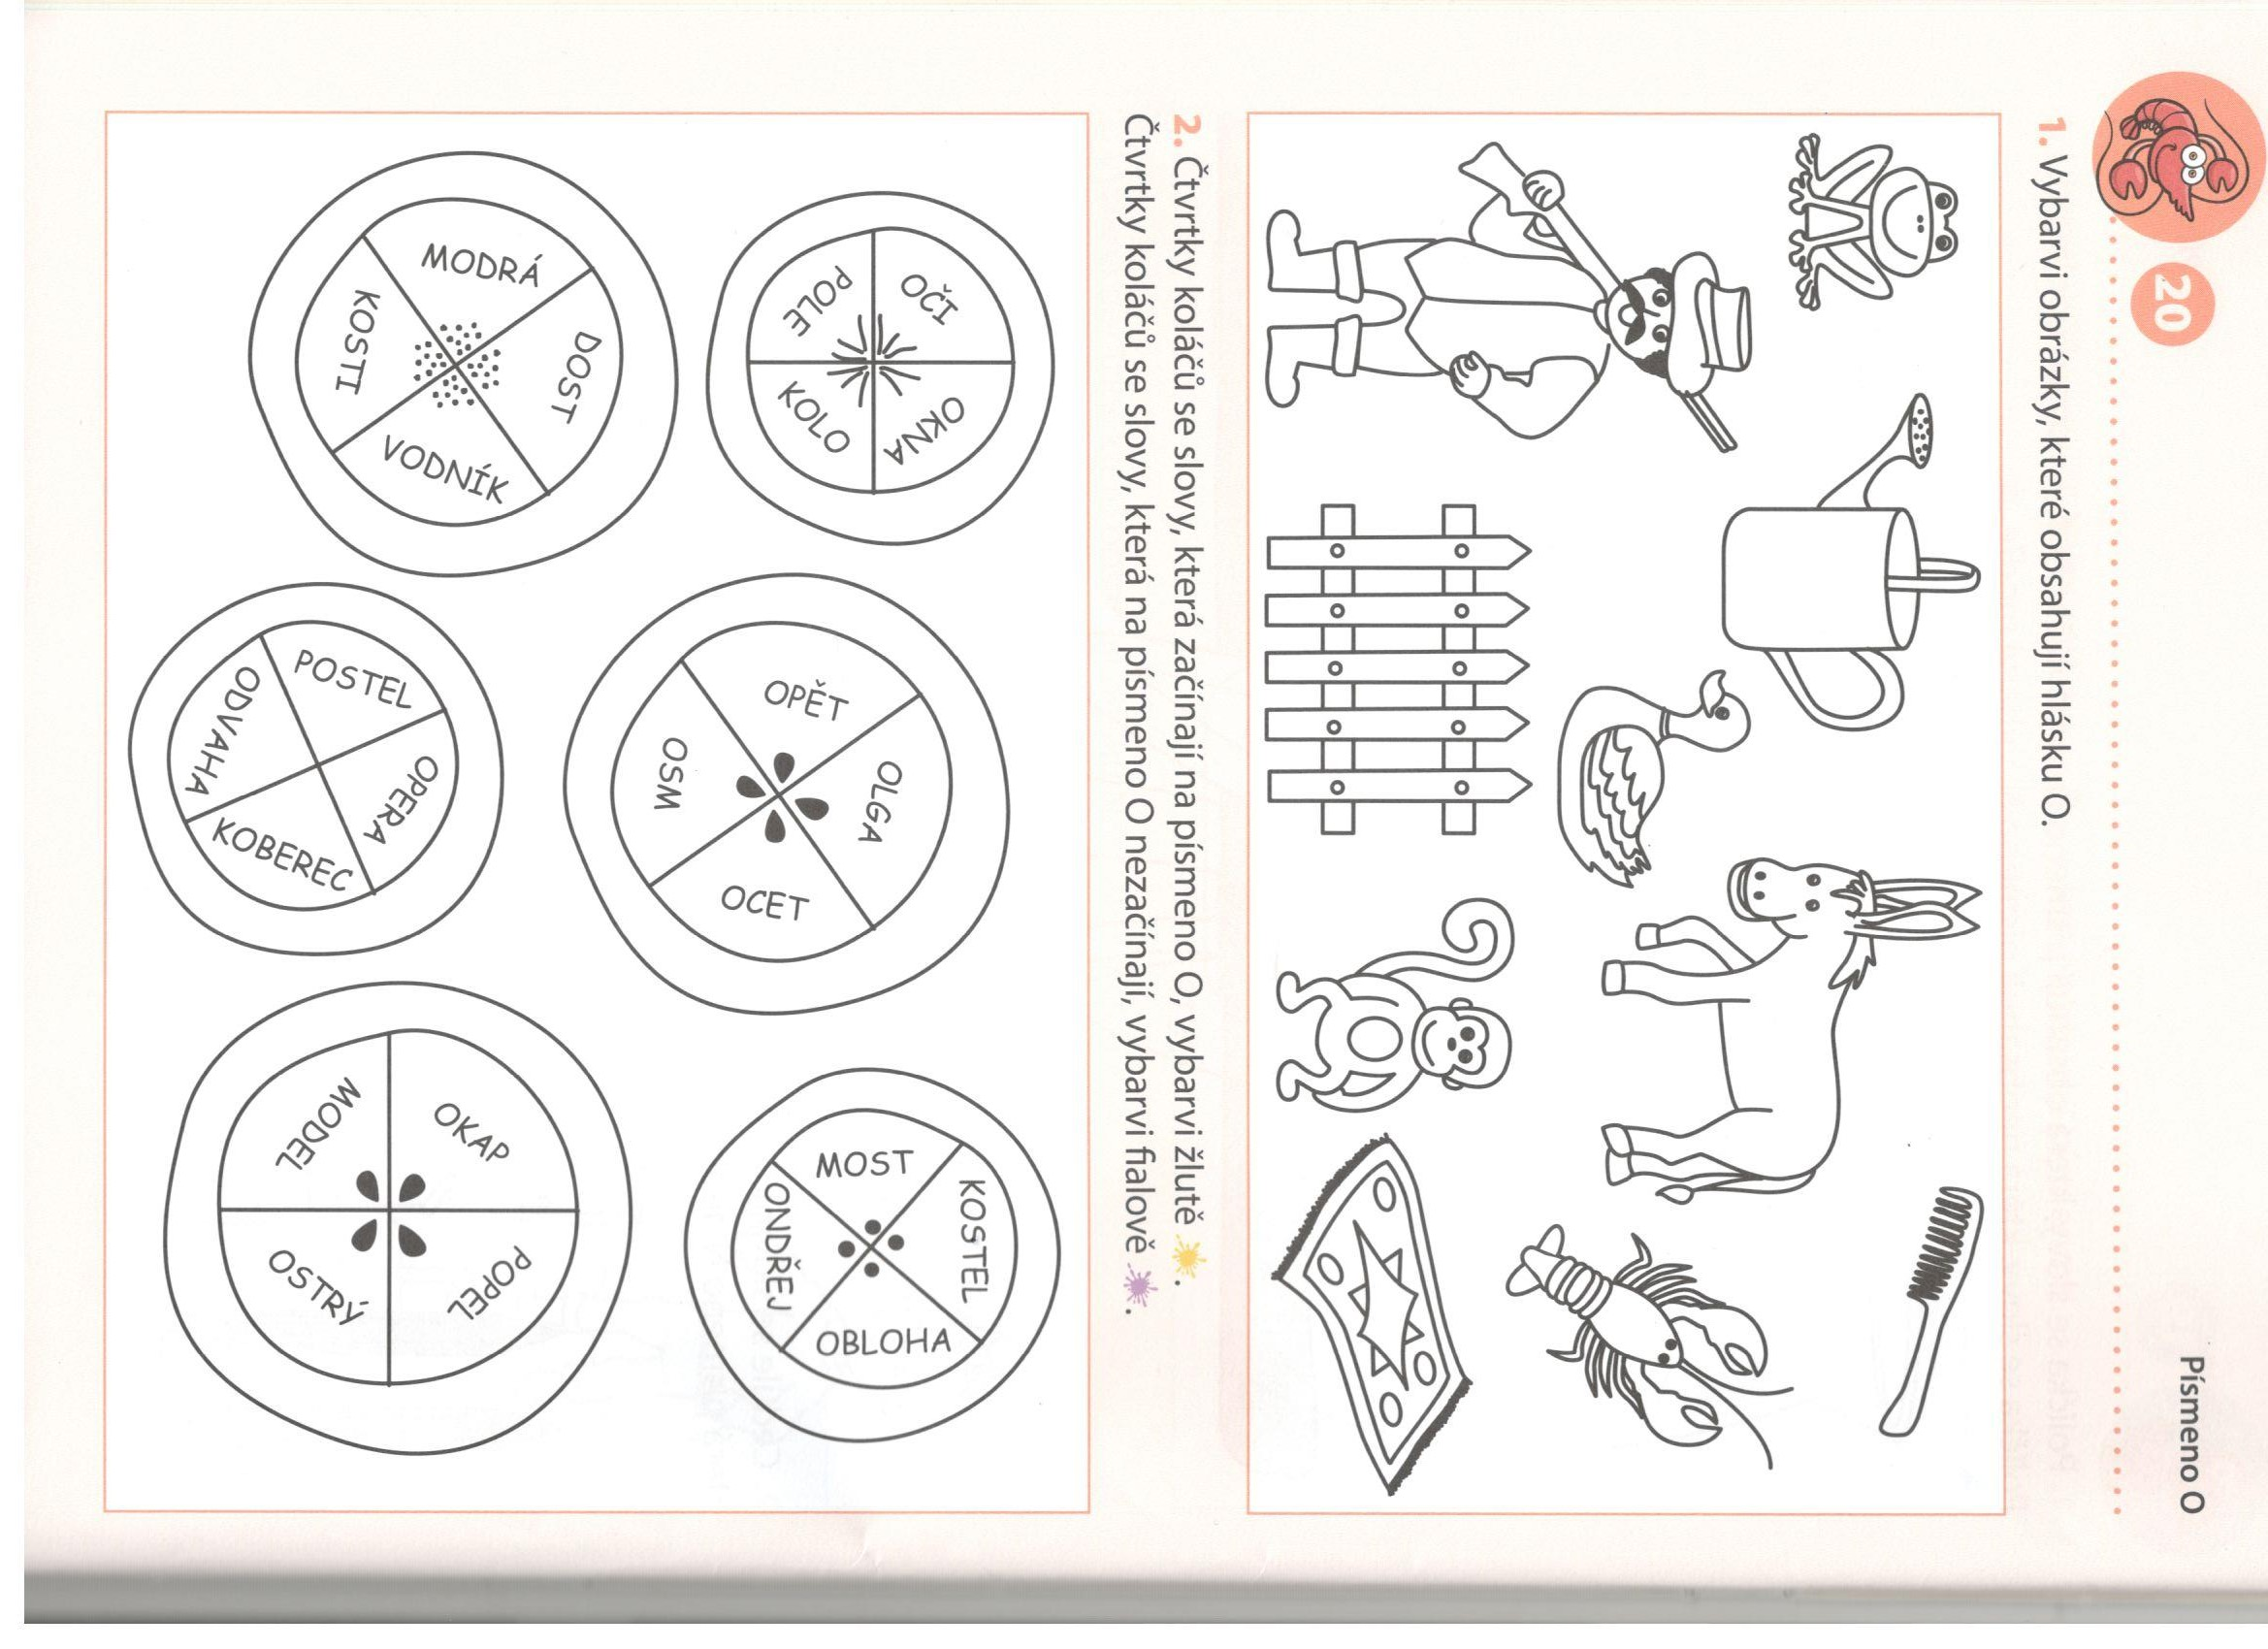 20
Písmeno O
1. Vybarvi obrázky, které obsahují hlásku O.
2. Čtvrtky koláčů se slovy, která začínají na písmeno O, vybarvi žlutě .
Čtvrtky koláčů se slovy, která na písmeno O nezačínají, vybarvi fialově .
OČI
OKNA
POLE
KOLO
OLGA
OPĚT
OCET
OSM
KOSTEL
MOST
OBLOHA
ONDŘEJ
DOST
MODRÁ
VODNÍK
KOSTI
OPERA
POSTEL
KOBEREC
ODVAHA
OKAP
POPEL
MODEL
OSTRÝ